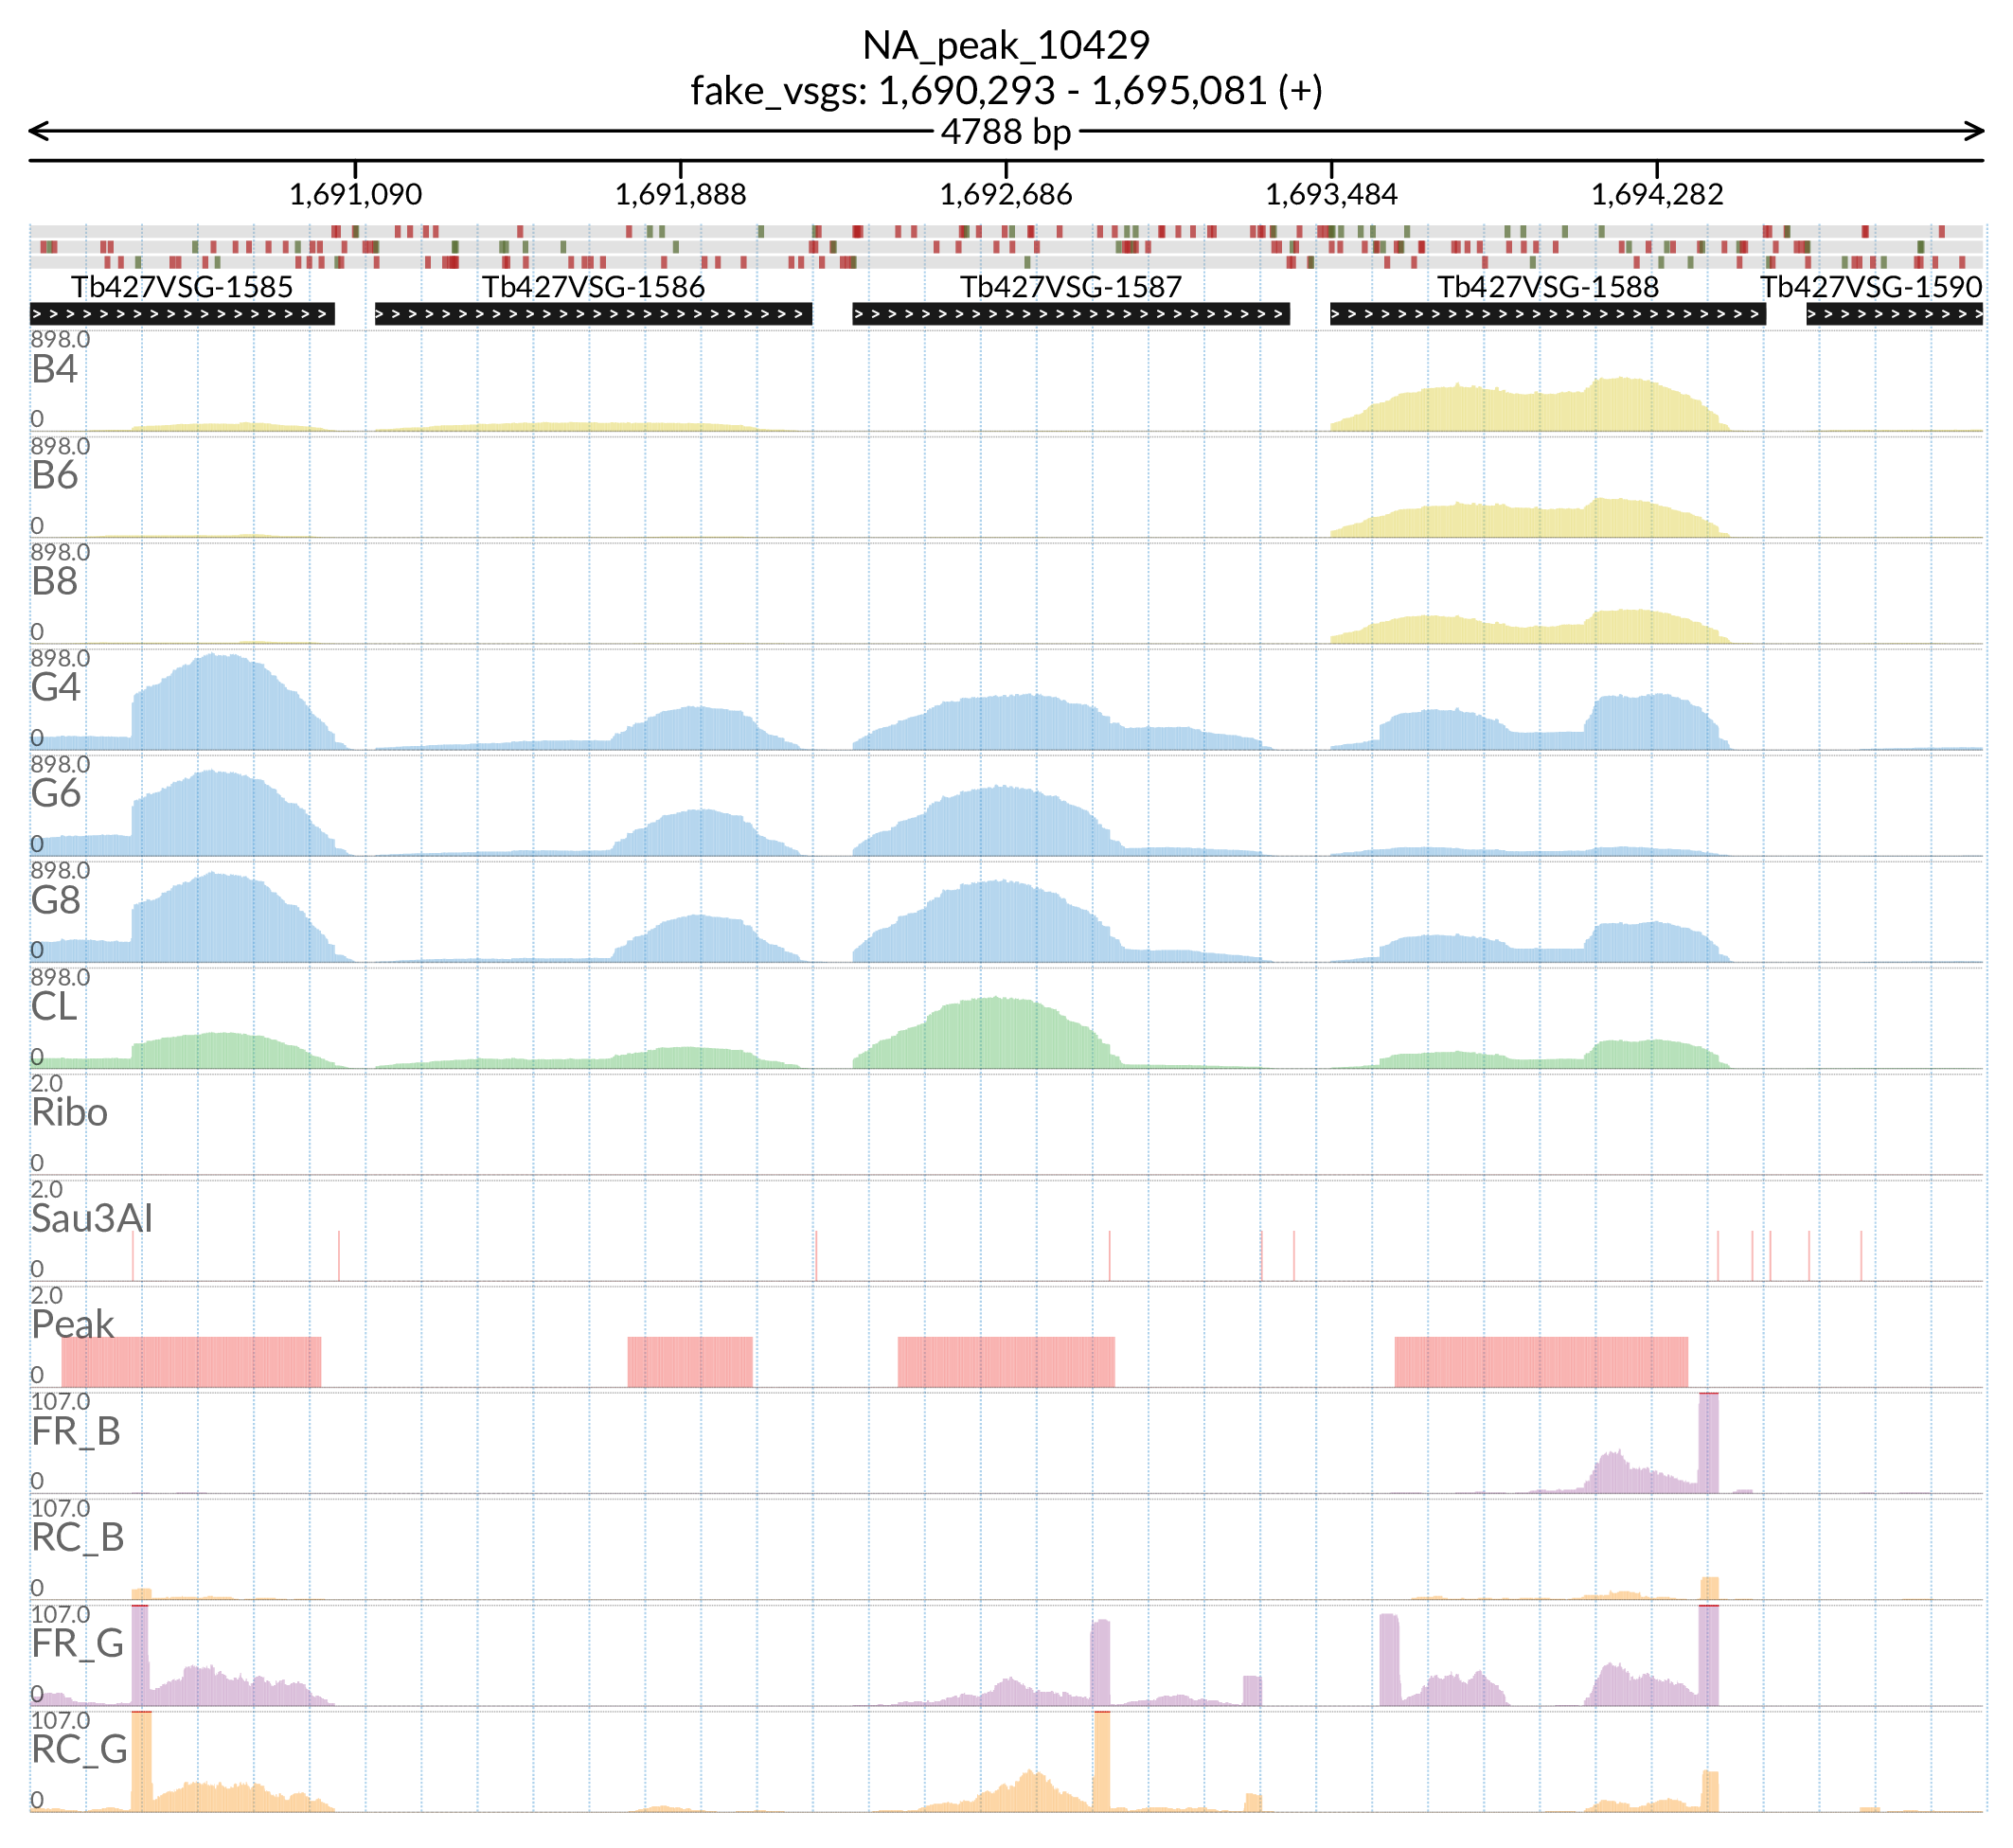 NA_peak_10429
fake_vsgs: 1,690,293 - 1,695,081 (+)
4788 bp
1,691,090 1,691,888 1,692,686 1,693,484 1,694,282
Tb427VSG-1585 Tb427VSG-1586 Tb427VSG-1587 Tb427VSG-1588 Tb427VSG-1590
898.0
B4
0
898.0
B6
0
898.0
B8
0
898.0
G4
0
898.0
G6
0
898.0
G8
0
898.0
CL
0
2.0
Ribo
0
2.0
Sau3AI
0
2.0
Peak
0
107.0
FR_B
0
107.0
RC_B
0
107.0
FR_G
0
107.0
RC_G
0